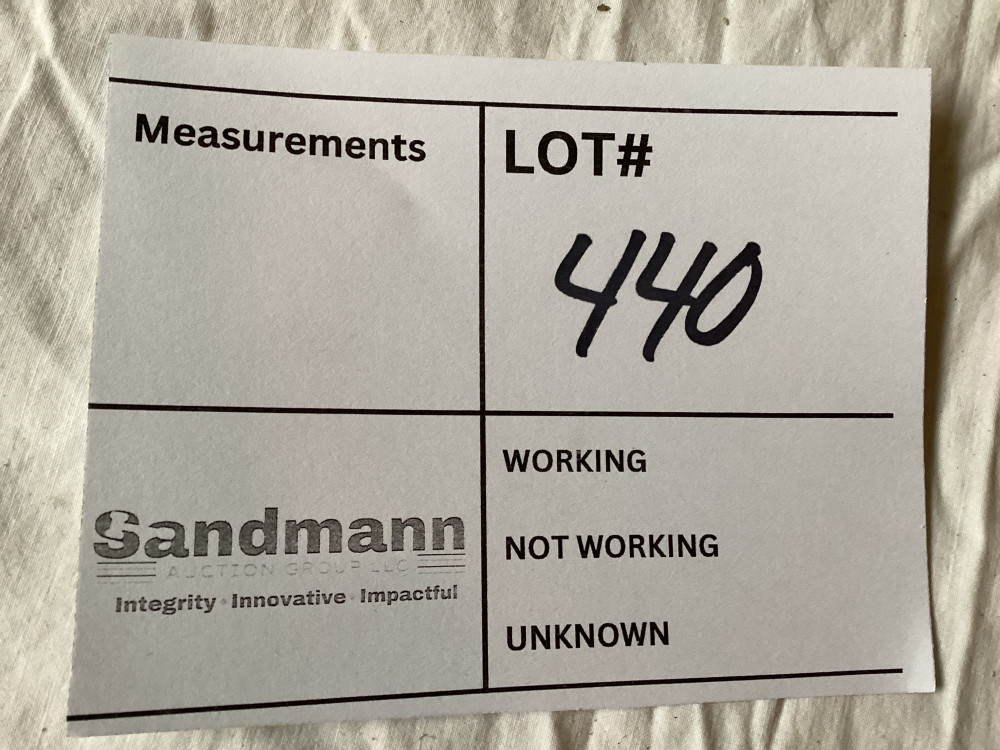 Measurements
LOT#
440
WORKING
NOT WORKING
UNKNOWN
Sandmann
AUCTION GROUP LLC
Integrity · Innovative · Impactful